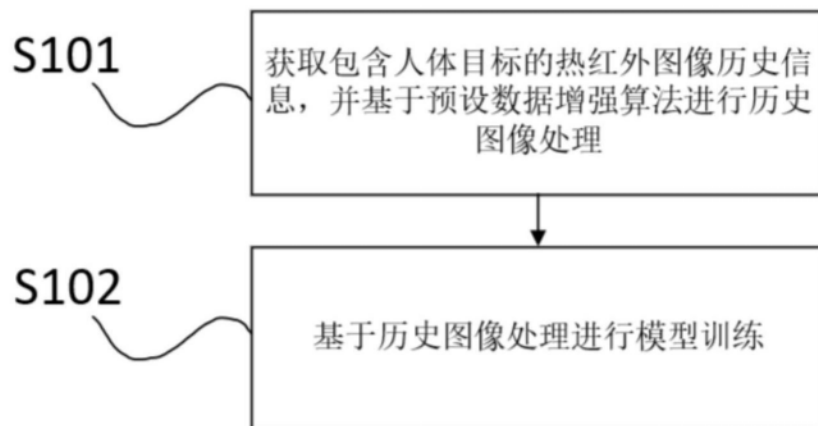 S101
获取包含人体目标的热红外图像历史信
息，并基于预设数据增强算法进行历史
图像处理
S102
基于历史图像处理进行模型训练